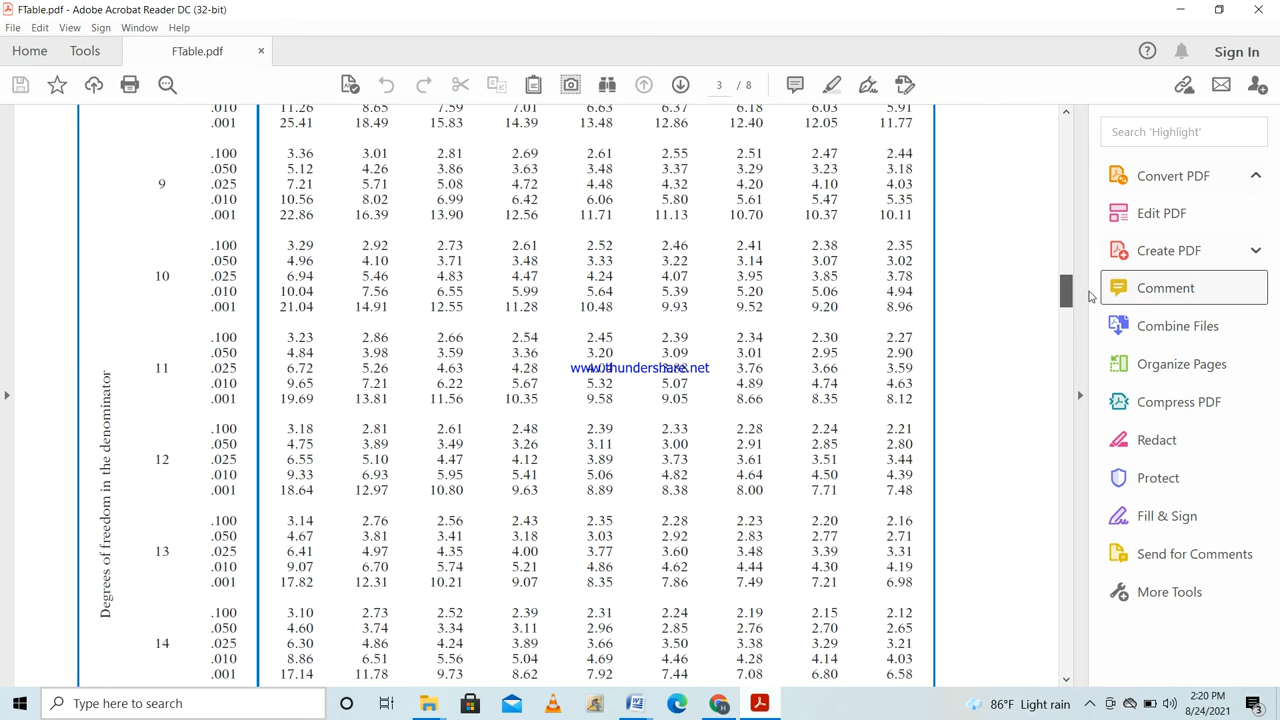 FTable.pdf - Adobe Acrobat Reader DC (32-bit)
File Edit View Sign Window Help
Home Tools FTable.pdf × Sign In
3 / 8
.010 11.26 8.65 7.59 7.01 6.63 6.37 6.18 6.03 5.91
.001 25.41 18.49 15.83 14.39 13.48 12.86 12.40 12.05 11.77
.100 3.36 3.01 2.81 2.69 2.61 2.55 2.51 2.47 2.44
.050 5.12 4.26 3.86 3.63 3.48 3.37 3.29 3.23 3.18
9 .025 7.21 5.71 5.08 4.72 4.48 4.32 4.20 4.10 4.03
.010 10.56 8.02 6.99 6.42 6.06 5.80 5.61 5.47 5.35
.001 22.86 16.39 13.90 12.56 11.71 11.13 10.70 10.37 10.11
.100 3.29 2.92 2.73 2.61 2.52 2.46 2.41 2.38 2.35
.050 4.96 4.10 3.71 3.48 3.33 3.22 3.14 3.07 3.02
10 .025 6.94 5.46 4.83 4.47 4.24 4.07 3.95 3.85 3.78
.010 10.04 7.56 6.55 5.99 5.64 5.39 5.20 5.06 4.94
.001 21.04 14.91 12.55 11.28 10.48 9.93 9.52 9.20 8.96
.100 3.23 2.86 2.66 2.54 2.45 2.39 2.34 2.30 2.27
.050 4.84 3.98 3.59 3.36 3.20 3.09 3.01 2.95 2.90
11 .025 6.72 5.26 4.63 4.28 3.76 3.66 3.59
www.thundershare.net
.010 9.65 7.21 6.22 5.67 5.32 5.07 4.89 4.74 4.63
.001 19.69 13.81 11.56 10.35 9.58 9.05 8.66 8.35 8.12
.100 3.18 2.81 2.61 2.48 2.39 2.33 2.28 2.24 2.21
.050 4.75 3.89 3.49 3.26 3.11 3.00 2.91 2.85 2.80
12 .025 6.55 5.10 4.47 4.12 3.89 3.73 3.61 3.51 3.44
.010 9.33 6.93 5.95 5.41 5.06 4.82 4.64 4.50 4.39
.001 18.64 12.97 10.80 9.63 8.89 8.38 8.00 7.71 7.48
.100 3.14 2.76 2.56 2.43 2.35 2.28 2.23 2.20 2.16
.050 4.67 3.81 3.41 3.18 3.03 2.92 2.83 2.77 2.71
13 .025 6.41 4.97 4.35 4.00 3.77 3.60 3.48 3.39 3.31
.010 9.07 6.70 5.74 5.21 4.86 4.62 4.44 4.30 4.19
.001 17.82 12.31 10.21 9.07 8.35 7.86 7.49 7.21 6.98
.100 3.10 2.73 2.52 2.39 2.31 2.24 2.19 2.15 2.12
.050 4.60 3.74 3.34 3.11 2.96 2.85 2.76 2.70 2.65
14 .025 6.30 4.86 4.24 3.89 3.66 3.50 3.38 3.29 3.21
.010 8.86 6.51 5.56 5.04 4.69 4.46 4.28 4.14 4.03
.001 17.14 11.78 9.73 8.62 7.92 7.44 7.08 6.80 6.58
Degrees of freedom in the denominator
Search 'Highlight'
Convert PDF
Edit PDF
Create PDF
Comment
Combine Files
Organize Pages
Compress PDF
Redact
Protect
Fill & Sign
Send for Comments
More Tools
Type here to search
86°F Light rain
2:20 PM
8/24/2021
3